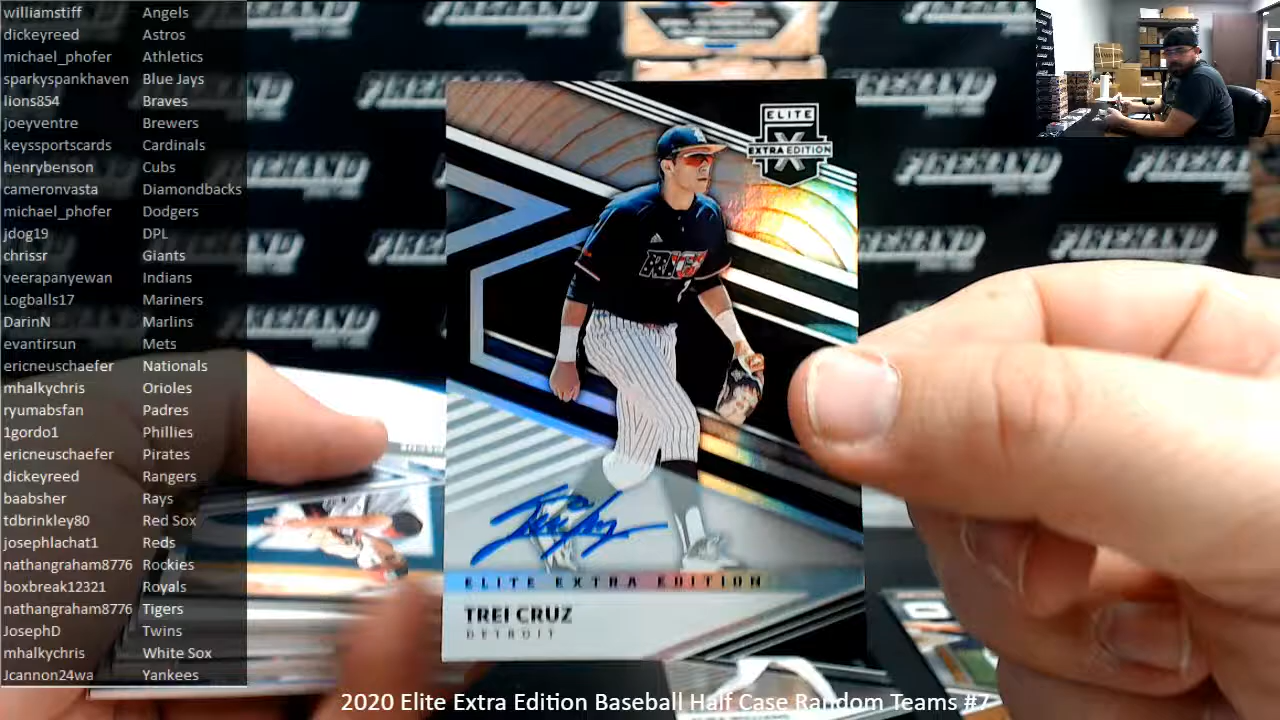 williamstiff Angels
dickeyreed Astros
michael_phofer Athletics
sparkyspankhaven Blue Jays
lions854 Braves
joeyventre Brewers
keyssportscards Cardinals
henrybenson Cubs
cameronvasta Diamondbacks
michael_phofer Dodgers
jdog19 DPL
chrissr Giants
veerapanyewan Indians
Logballs17 Mariners
DarinN Marlins
evantirsun Mets
ericneuschaefer Nationals
mhalkychris Orioles
ryumabsfan Padres
1gordo1 Phillies
ericneuschaefer Pirates
dickeyreed Rangers
baabsher Rays
tdbrinkley80 Red Sox
josephlachat1 Reds
nathangraham8776 Rockies
boxbreak12321 Royals
nathangraham8776 Tigers
JosephD Twins
mhalkychris White Sox
Jcannon24wa Yankees
FIREHAND
ELITE
X
EXTRA EDITION
RICE
ELITE EXTRA EDITION
TREI CRUZ
DETROIT
2020 Elite Extra Edition Baseball Half Case Random Teams #7